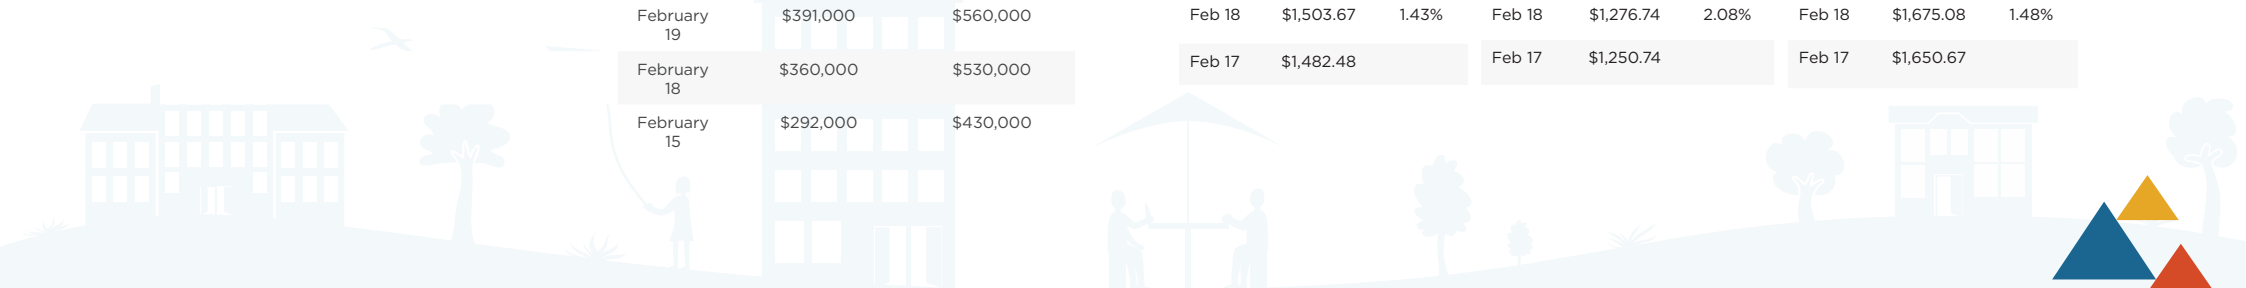 February 19 $391,000 $560,000
February 18 $360,000 $530,000
February 15 $292,000 $430,000
Feb 18 $1,503.67 1.43%
Feb 17 $1,482.48
Feb 18 $1,276.74 2.08%
Feb 17 $1,250.74
Feb 18 $1,675.08 1.48%
Feb 17 $1,650.67